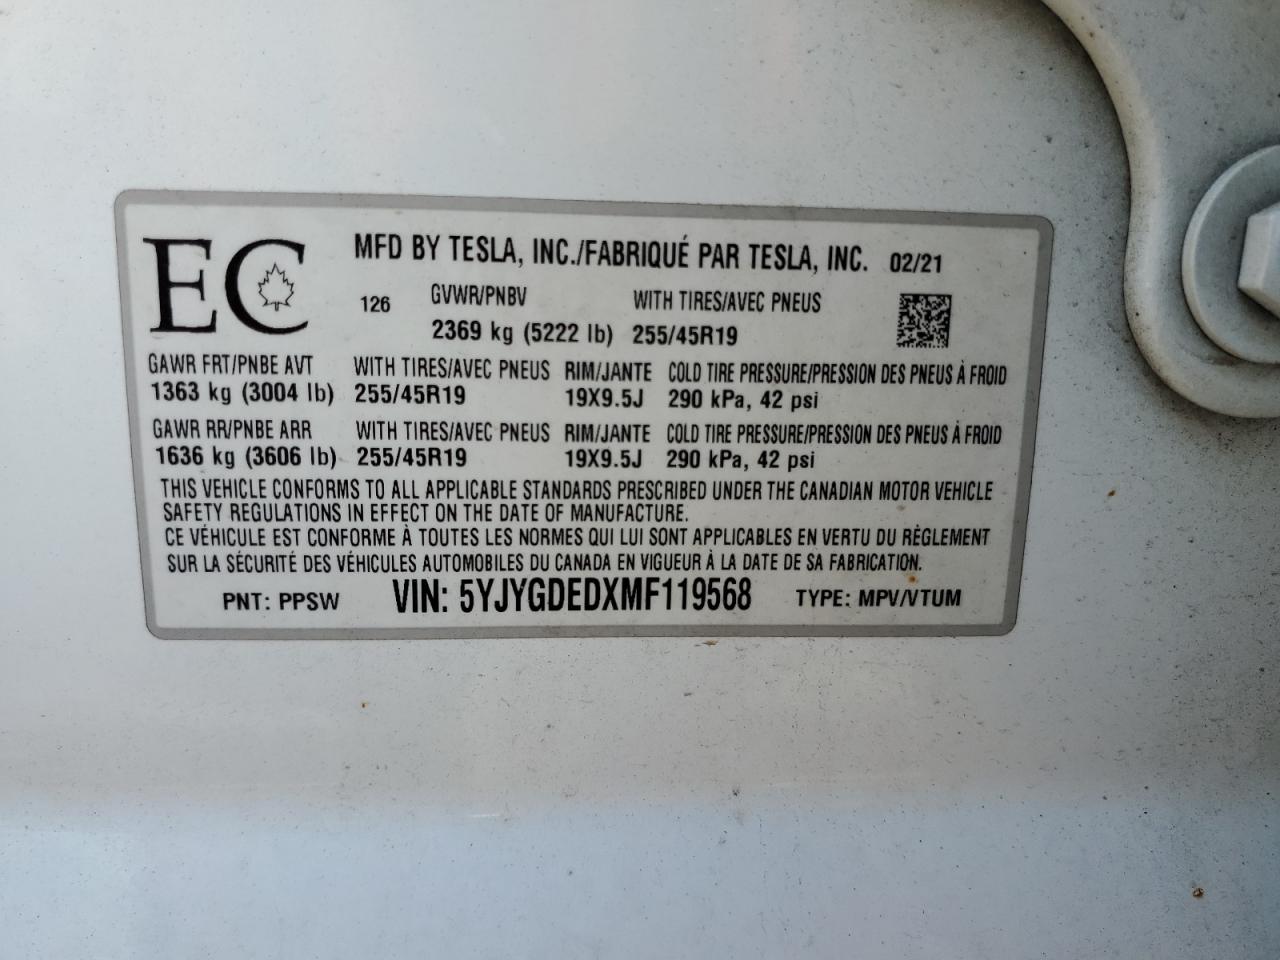 EC
MFD BY TESLA, INC./FABRIQUÉ PAR TESLA, INC. 02/21
126 GVWR/PNBV WITH TIRES/AVEC PNEUS
2369 kg (5222 lb) 255/45R19
GAWR FRT/PNBE AVT WITH TIRES/AVEC PNEUS RIM/JANTE COLD TIRE PRESSURE/PRESSION DES PNEUS À FROID
1363 kg (3004 lb) 255/45R19 19X9.5J 290 kPa, 42 psi
GAWR RR/PNBE ARR WITH TIRES/AVEC PNEUS RIM/JANTE COLD TIRE PRESSURE/PRESSION DES PNEUS À FROID
1636 kg (3606 lb) 255/45R19 19X9.5J 290 kPa, 42 psi
THIS VEHICLE CONFORMS TO ALL APPLICABLE STANDARDS PRESCRIBED UNDER THE CANADIAN MOTOR VEHICLE
SAFETY REGULATIONS IN EFFECT ON THE DATE OF MANUFACTURE.
CE VÉHICULE EST CONFORME À TOUTES LES NORMES QUI LUI SONT APPLICABLES EN VERTU DU RÈGLEMENT
SUR LA SÉCURITÉ DES VÉHICULES AUTOMOBILES DU CANADA EN VIGUEUR À LA DATE DE SA FABRICATION.
PNT: PPSW VIN: 5YJYGDEDXMF119568 TYPE: MPV/VTUM